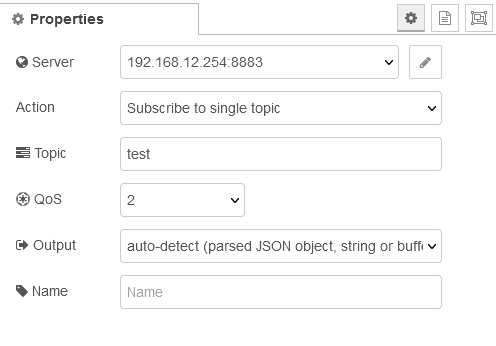 Properties
Server 192.168.12.254:8883
Action Subscribe to single topic
Topic test
QoS 2
Output auto-detect (parsed JSON object, string or buffe
Name Name